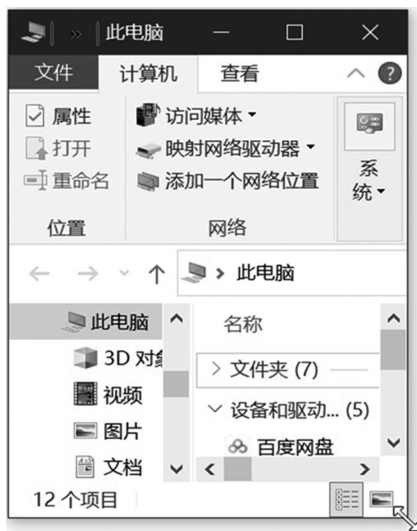 此电脑
文件 计算机 查看
属性 访问媒体
打开 映射网络驱动器
重命名 添加一个网络位置
系统
位置 网络
此电脑
此电脑 名称
3D 对
文件夹 (7)
视频
设备和驱动... (5)
图片
百度网盘
文档
12 个项目